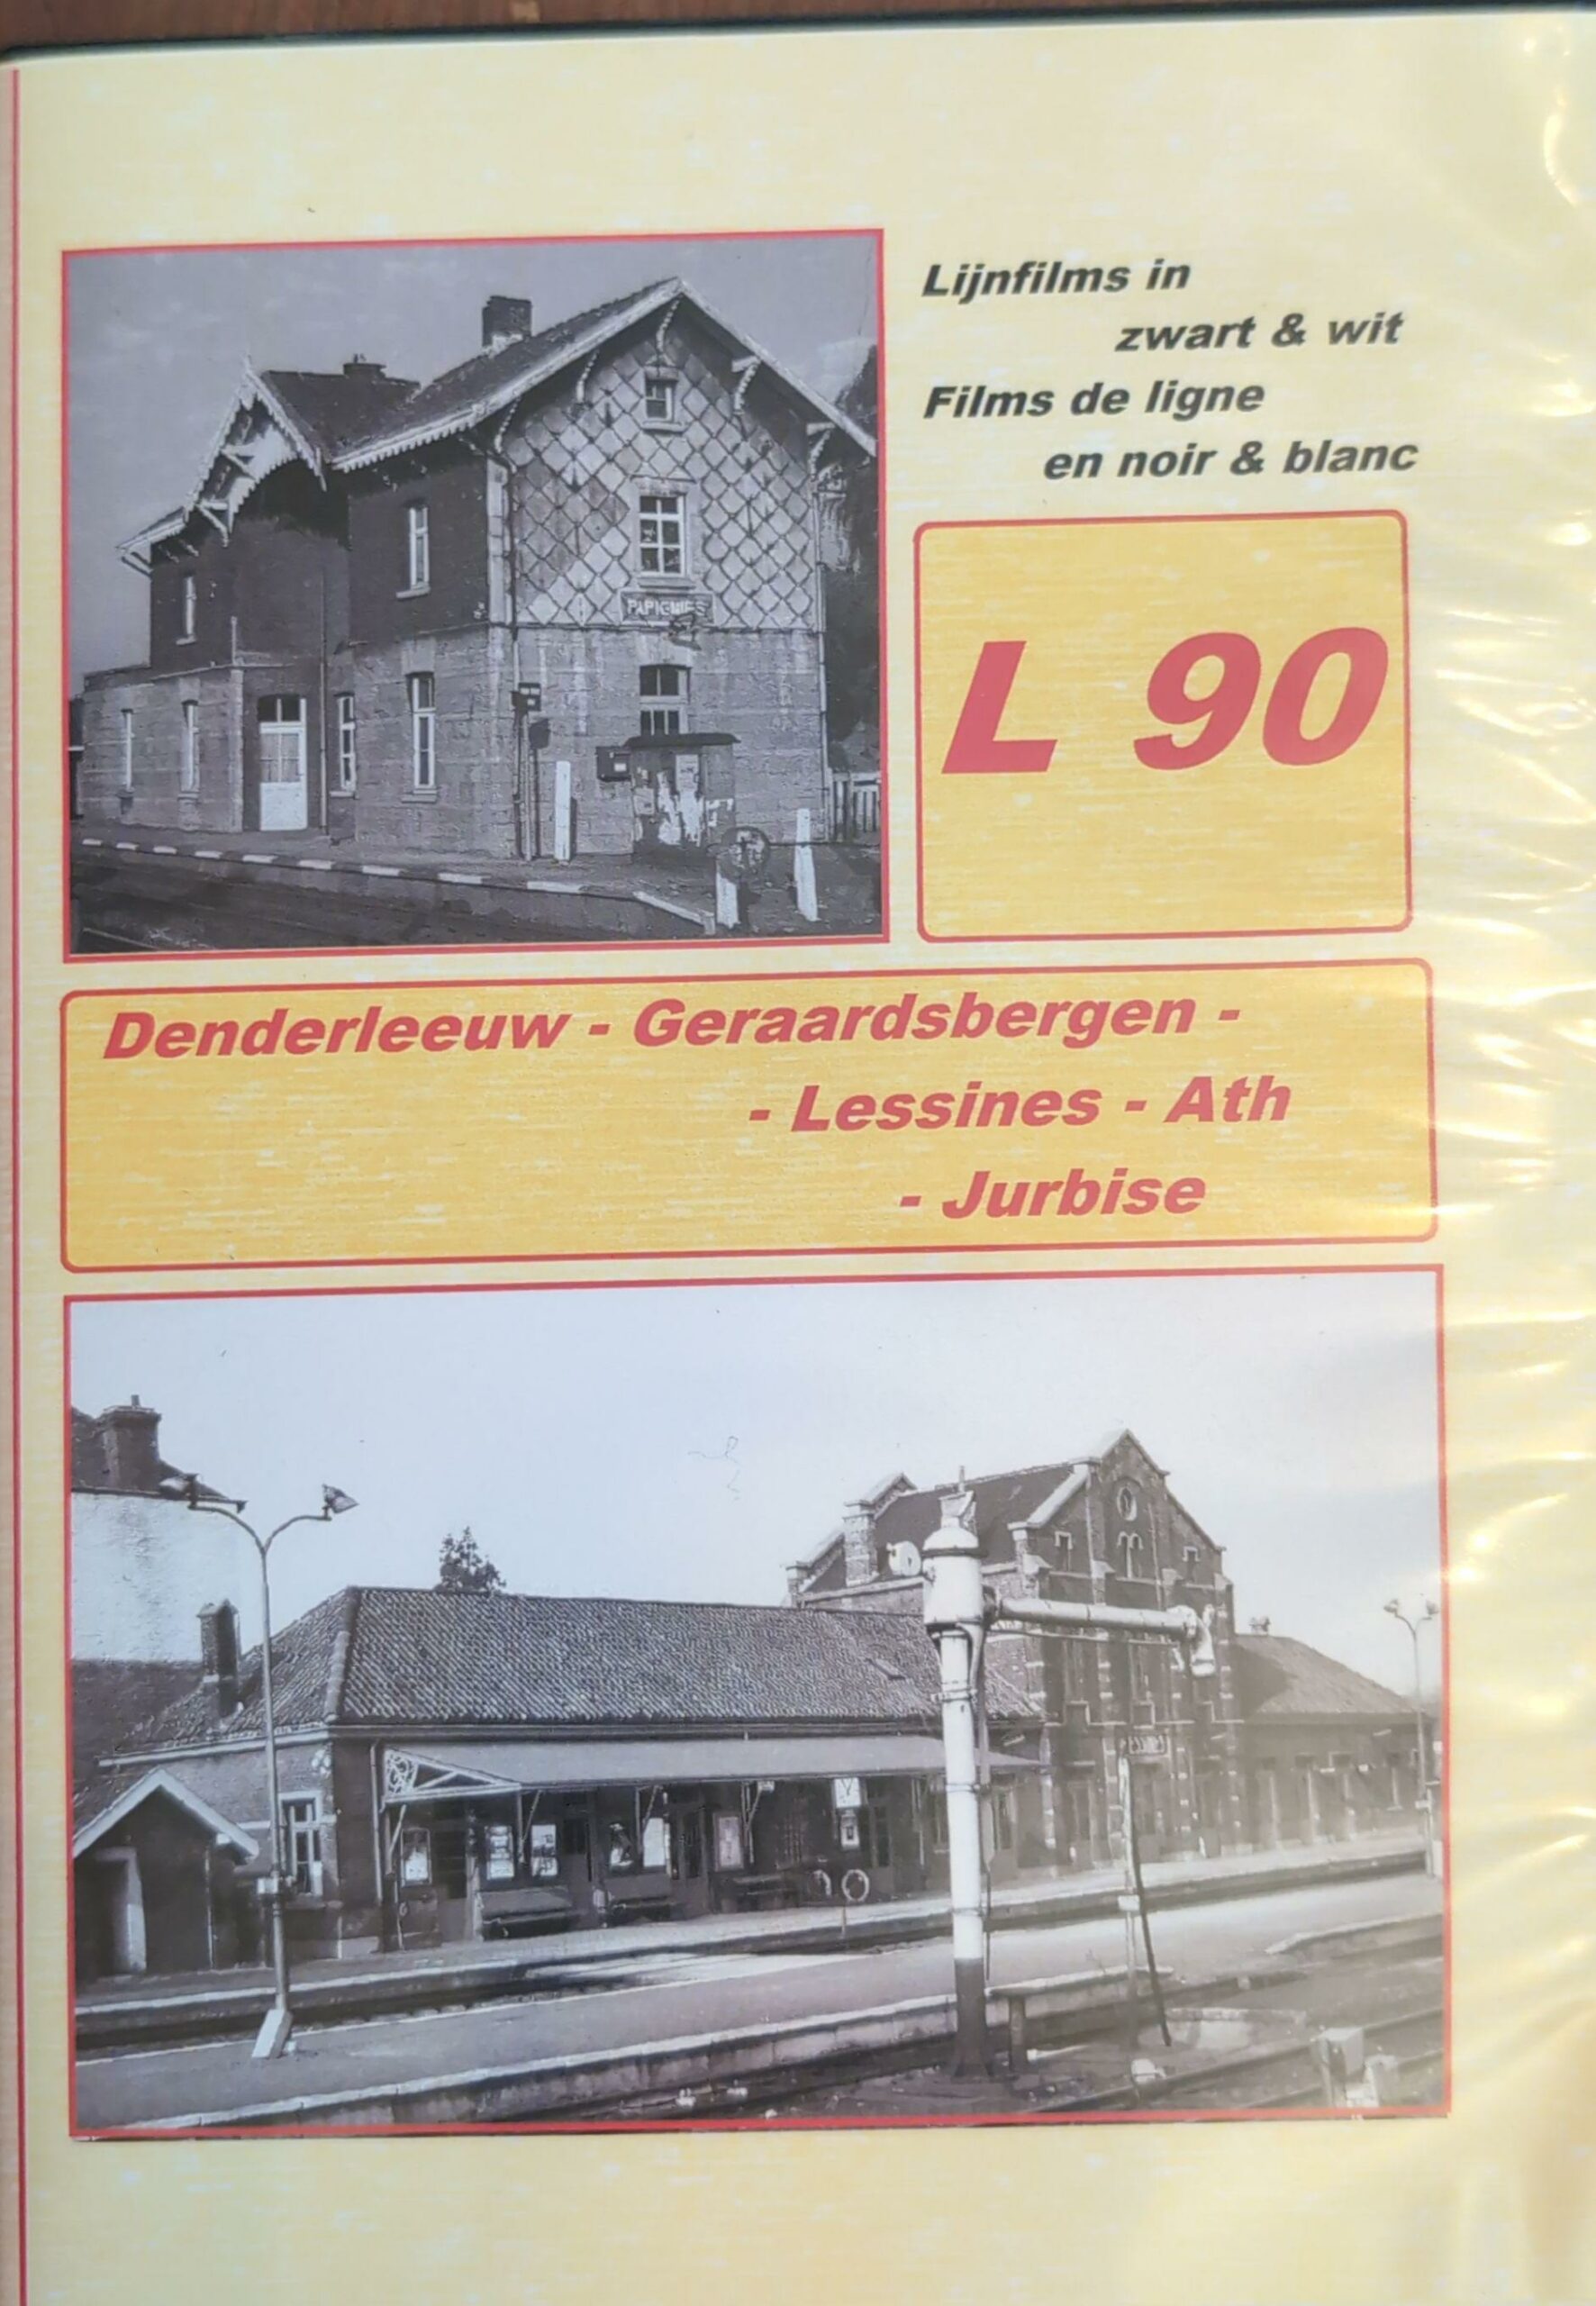 Lijnfilms in
zwart & wit
Films de ligne
en noir & blanc
PAPIGNIES
L 90
Denderleeuw - Geraardsbergen -
- Lessines - Ath
- Jurbise